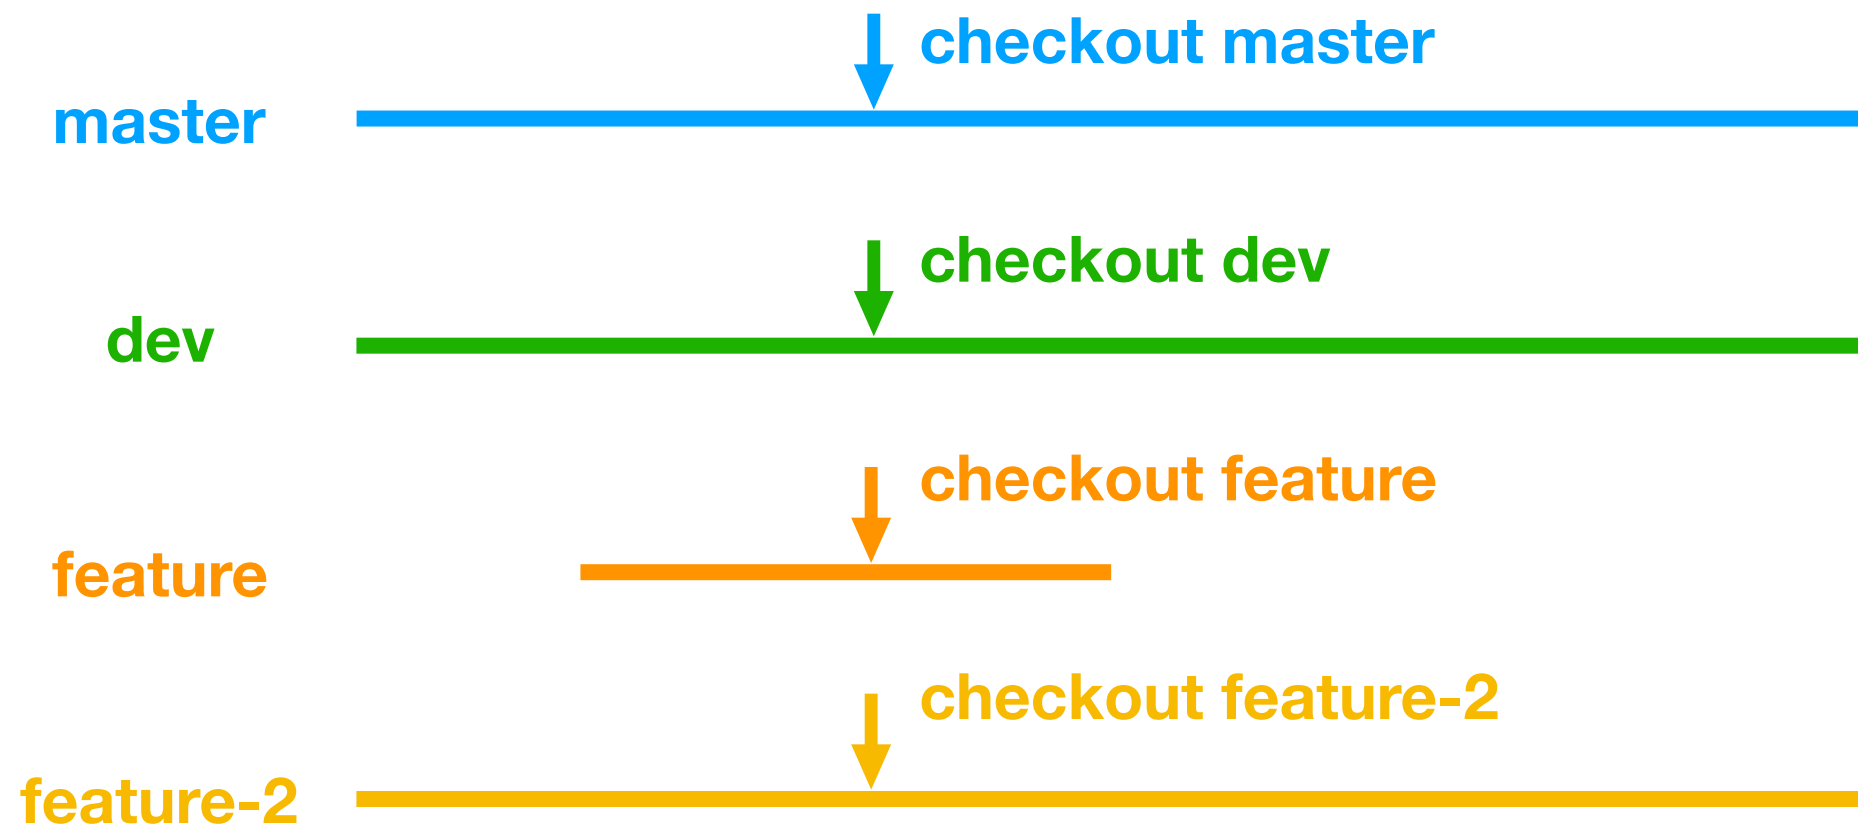 checkout master
master
checkout dev
dev
checkout feature
feature
checkout feature-2
feature-2